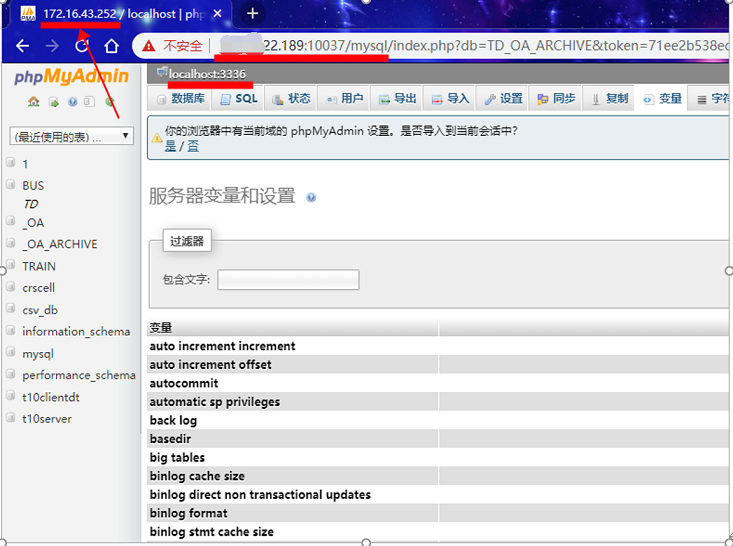 172.16.43.252 / localhost | php
不安全 22.189:10037/mysql/index.php?db=TD_OA_ARCHIVE&token=71ee2b538ec
phpMyAdmin
localhost:3336
数据库 SQL 状态 用户 导出 导入 设置 同步 复制 变量 字符
(最近使用的表) ...
你的浏览器中有当前域的 phpMyAdmin 设置。是否导入到当前会话中?
是 / 否
1
BUS
TD
_OA
_OA_ARCHIVE
TRAIN
crscell
csv_db
information_schema
mysql
performance_schema
t10clientdt
t10server
服务器变量和设置
过滤器
包含文字:
变量
auto increment increment
auto increment offset
autocommit
automatic sp privileges
back log
basedir
big tables
binlog cache size
binlog direct non transactional updates
binlog format
binlog stmt cache size